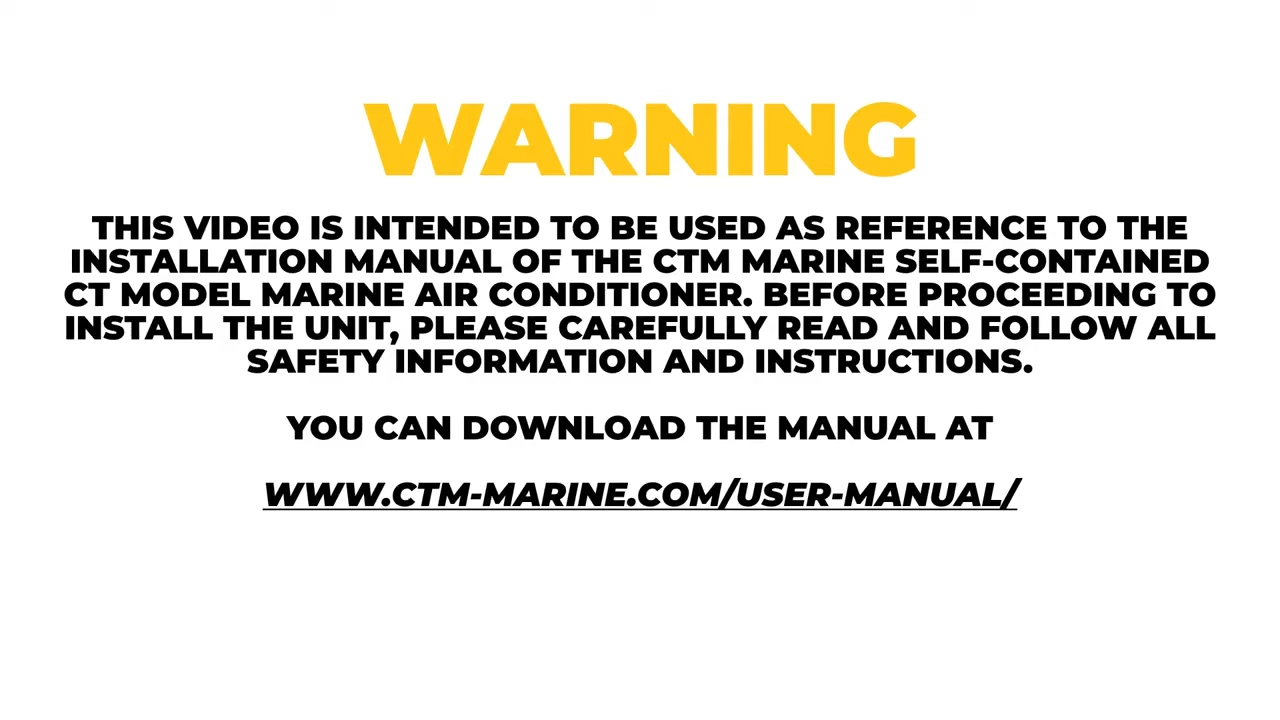 WARNING
THIS VIDEO IS INTENDED TO BE USED AS REFERENCE TO THE
INSTALLATION MANUAL OF THE CTM MARINE SELF-CONTAINED
CT MODEL MARINE AIR CONDITIONER. BEFORE PROCEEDING TO
INSTALL THE UNIT, PLEASE CAREFULLY READ AND FOLLOW ALL
SAFETY INFORMATION AND INSTRUCTIONS.
YOU CAN DOWNLOAD THE MANUAL AT
WWW.CTM-MARINE.COM/USER-MANUAL/